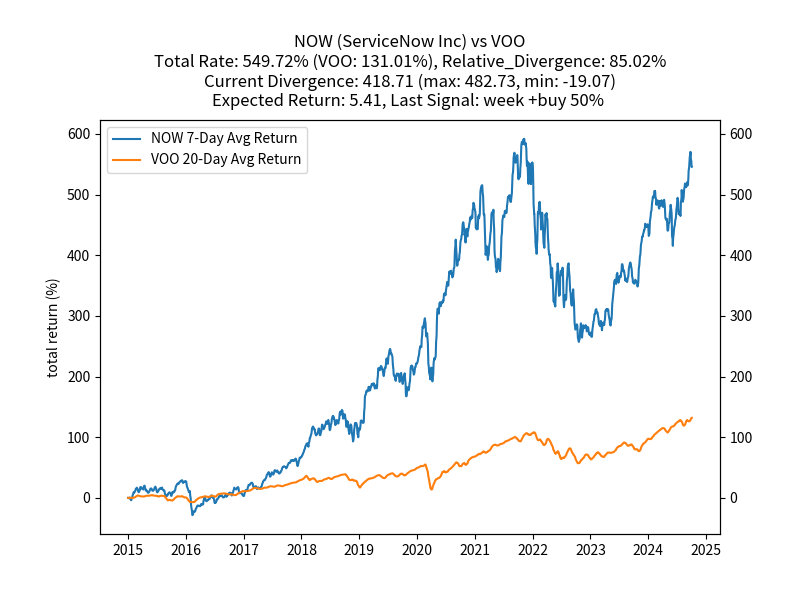 NOW (ServiceNow Inc) vs VOO
Total Rate: 549.72% (VOO: 131.01%), Relative_Divergence: 85.02%
Current Divergence: 418.71 (max: 482.73, min: -19.07)
Expected Return: 5.41, Last Signal: week +buy 50%
NOW 7-Day Avg Return
VOO 20-Day Avg Return
total return (%)
600
500
400
300
200
100
0
600
500
400
300
200
100
0
2015 2016 2017 2018 2019 2020 2021 2022 2023 2024 2025